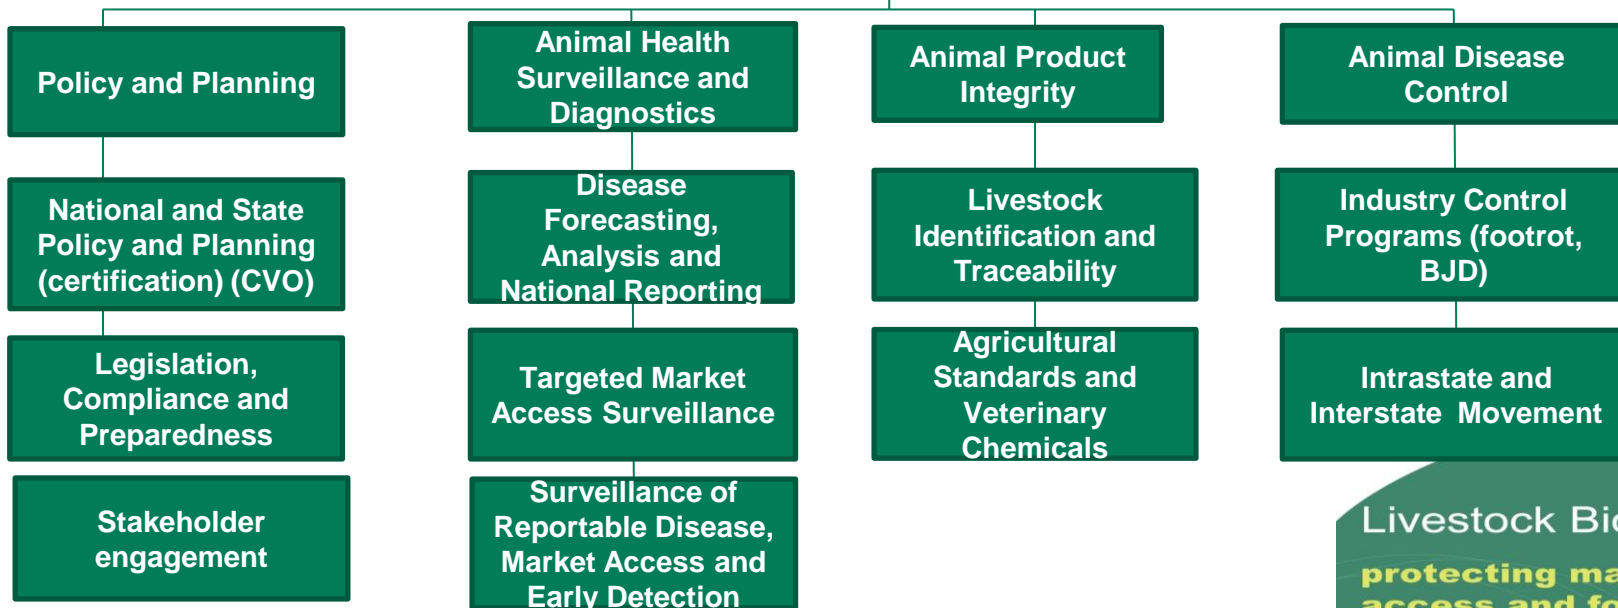 Policy and Planning
Animal Health
Surveillance and
Diagnostics
Animal Product
Integrity
Animal Disease
Control
National and State
Policy and Planning
(certification) (CVO)
Disease
Forecasting,
Analysis and
National Reporting
Livestock
Identification and
Traceability
Industry Control
Programs (footrot,
BJD)
Legislation,
Compliance and
Preparedness
Targeted Market
Access Surveillance
Agricultural
Standards and
Veterinary
Chemicals
Intrastate and
Interstate Movement
Stakeholder
engagement
Surveillance of
Reportable Disease,
Market Access and
Early Detection
Livestock
protecting
access and